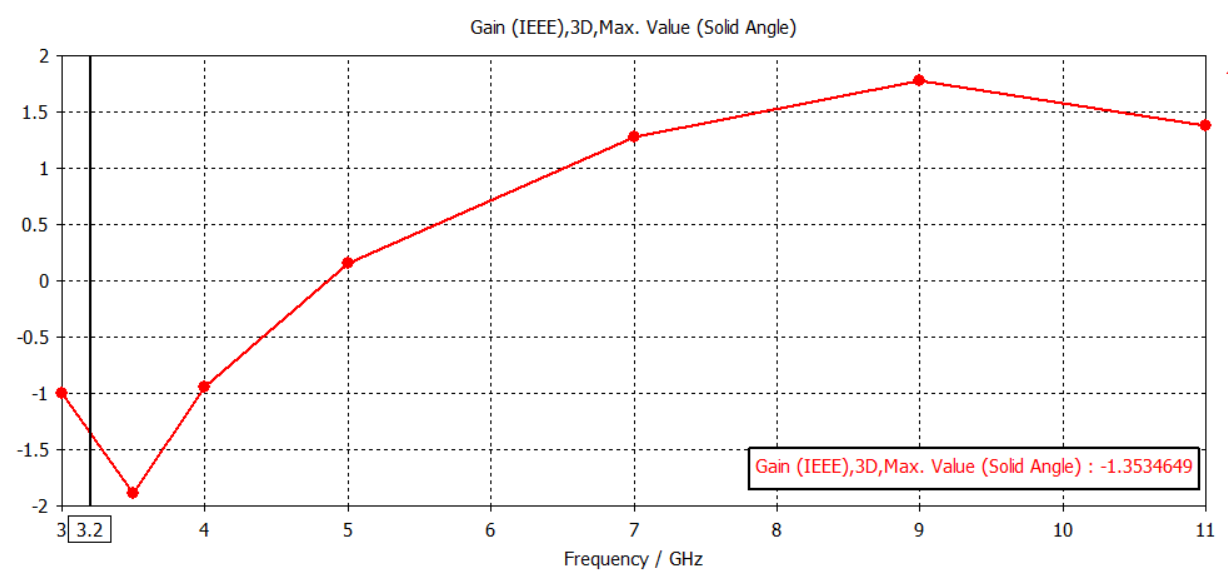 Gain (IEEE),3D,Max. Value (Solid Angle)
2
1.5
1
0.5
0
-0.5
-1
-1.5
-2
Gain (IEEE),3D,Max. Value (Solid Angle) : -1.3534649
3 3.2 4 5 6 7 8 9 10 11
Frequency / GHz